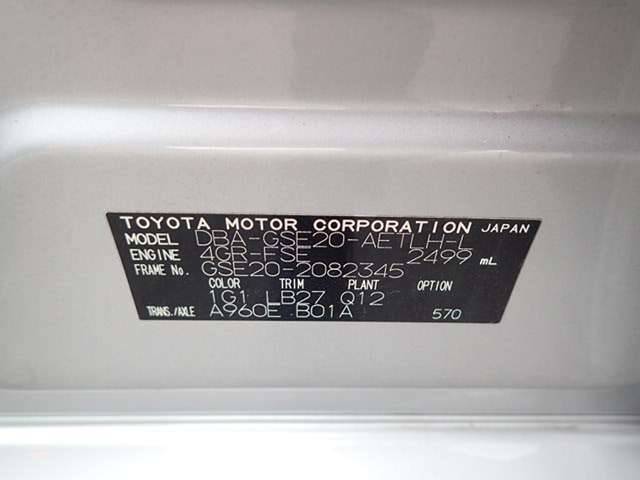 TOYOTA MOTOR CORPORATION JAPAN
MODEL DBA-GSE20-AETLH-L
ENGINE 4GR-FSE 2499 mL
FRAME No. GSE20-2082345
COLOR TRIM PLANT OPTION
1G1 LB27 Q12
TRANS./AXLE A960E B01A 570